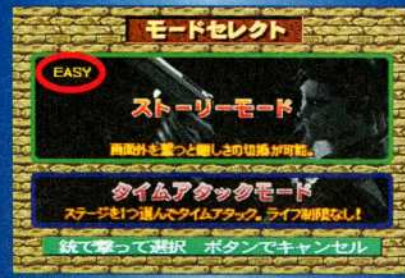 モードセレクト
EASY
ストーリーモード
画面外を撃つと難しさの切換が可能。
タイムアタックモード
ステージを1つ選んでタイムアタック。ライフ制限なし!
銃で撃って選択 ボタンでキャンセル